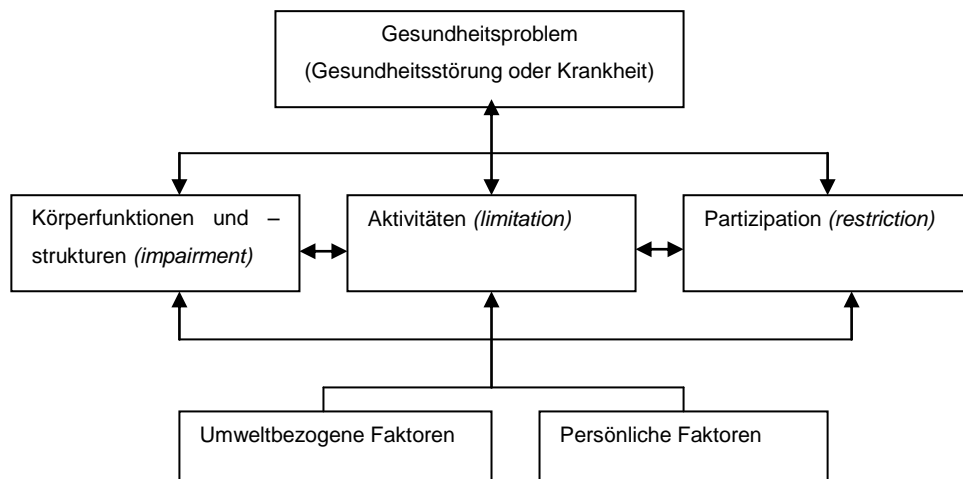 Gesundheitsproblem
(Gesundheitsstörung oder Krankheit)
Körperfunktionen und –
strukturen (impairment)
Aktivitäten (limitation)
Partizipation (restriction)
Umweltbezogene Faktoren
Persönliche Faktoren